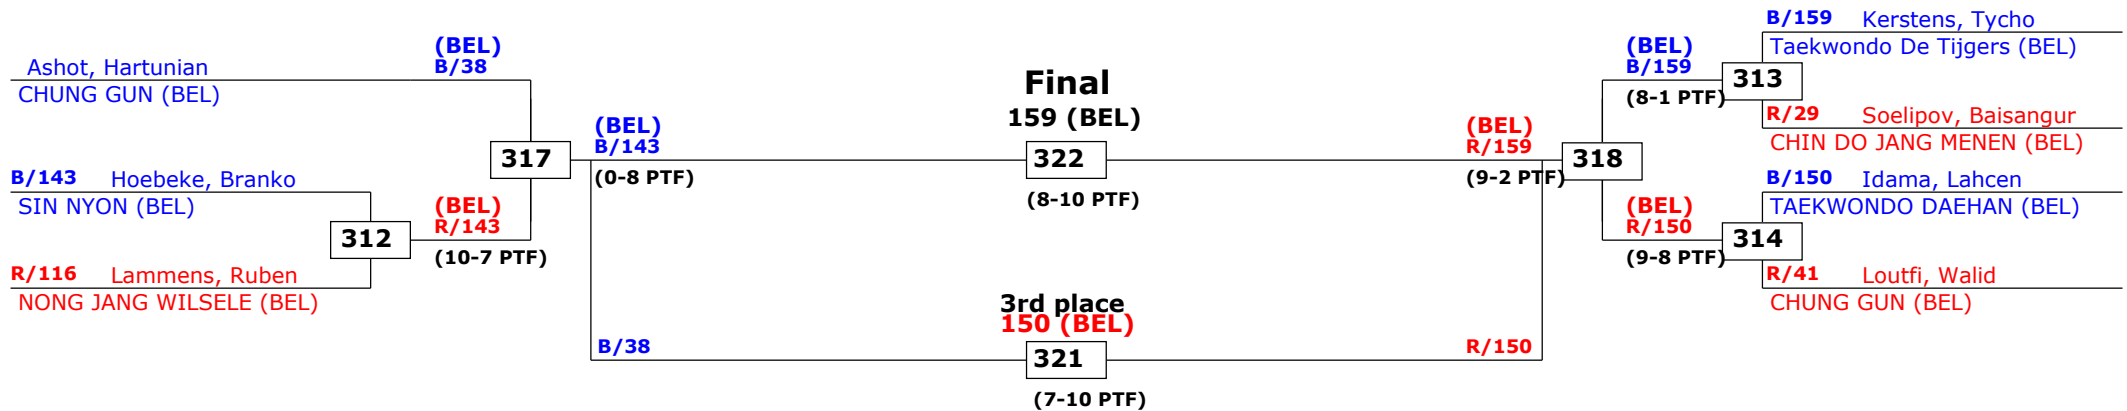 Ashot, Hartunian
CHUNG GUN (BEL)
(BEL)
B/38
B/143 Hoebeke, Branko
SIN NYON (BEL)
312
R/116 Lammens, Ruben
NONG JANG WILSELE (BEL)
(BEL)
R/143
(10-7 PTF)
317
(BEL)
B/143
(0-8 PTF)
B/38
Final
159 (BEL)
322
(8-10 PTF)
3rd place
150 (BEL)
321
(7-10 PTF)
(BEL)
R/159
(9-2 PTF)
R/150
318
(BEL)
B/159
(8-1 PTF)
313
B/159 Kerstens, Tycho
Taekwondo De Tijgers (BEL)
R/29 Soelipov, Baisangur
CHIN DO JANG MENEN (BEL)
(BEL)
R/150
(9-8 PTF)
314
B/150 Idama, Lahcen
TAEKWONDO DAEHAN (BEL)
R/41 Loutfi, Walid
CHUNG GUN (BEL)